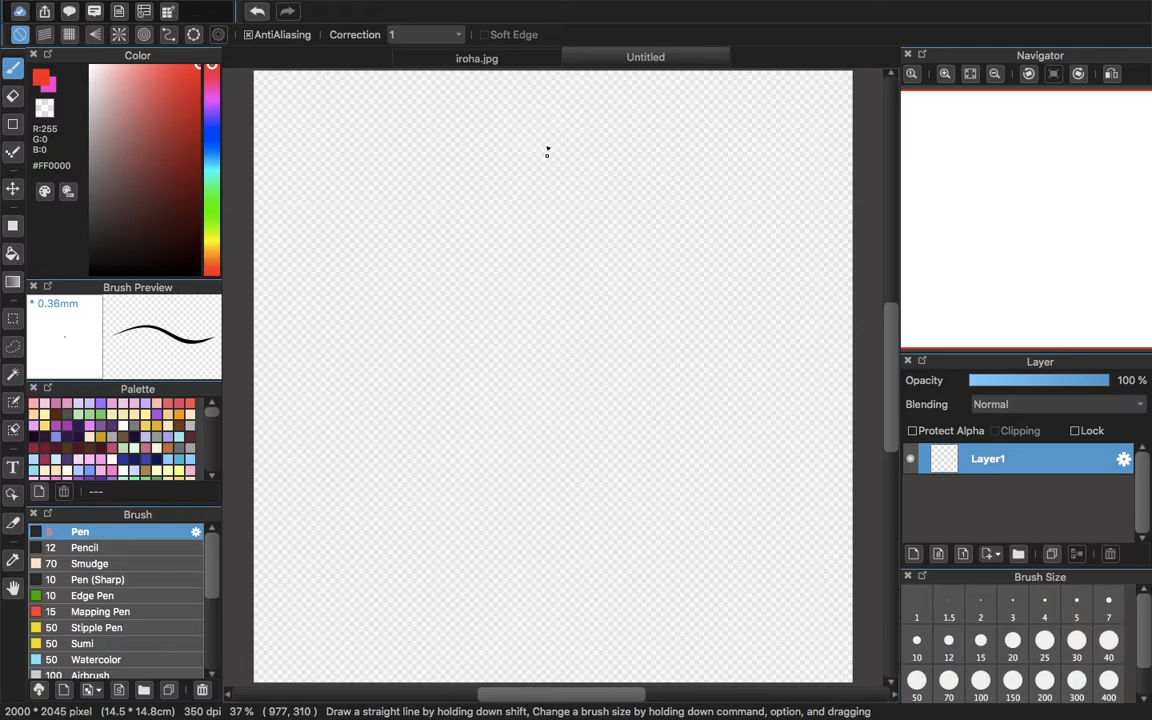 AntiAliasing Correction 1 Soft Edge
Color
iroha.jpg Untitled
Navigator
R:255
G:0
B:0
#FF0000
Brush Preview
* 0.36mm
Layer
Opacity 100 %
Blending Normal
Palette
Protect Alpha Clipping Lock
Layer1
---
Brush
Pen
12 Pencil
70 Smudge
10 Pen (Sharp)
10 Edge Pen
15 Mapping Pen
50 Stipple Pen
50 Sumi
50 Watercolor
100 Airbrush
Brush Size
1 1.5 2 3 4 5 7
10 12 15 20 25 30 40
50 70 100 150 200 300 400
2000 * 2045 pixel (14.5 * 14.8cm) 350 dpi 37 % ( 977, 310 ) Draw a straight line by holding down shift, Change a brush size by holding down command, option, and dragging